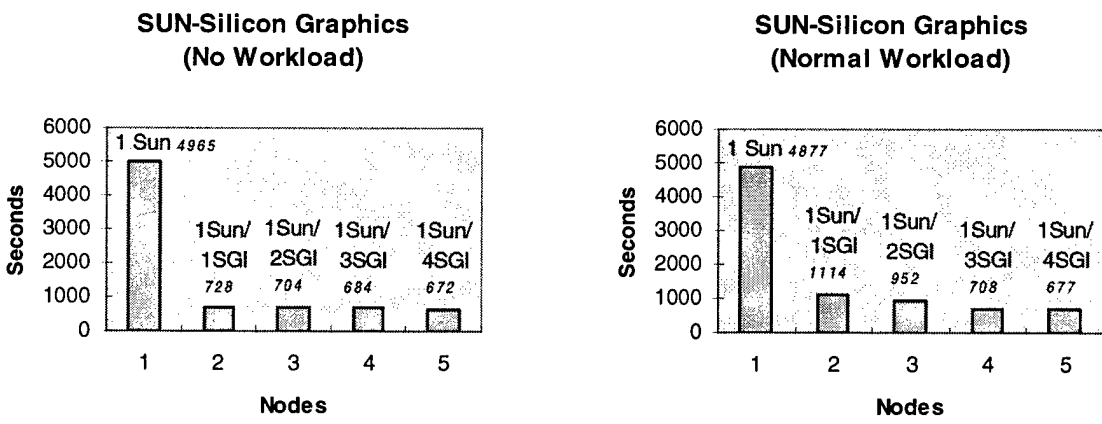 SUN-Silicon Graphics
(No Workload)
6000
5000
4000
3000
2000
1000
0
Seconds
1 Sun 4965
1Sun/
1SGI
728
1Sun/
2SGI
704
1Sun/
3SGI
684
1Sun/
4SGI
672
1 2 3 4 5
Nodes
SUN-Silicon Graphics
(Normal Workload)
6000
5000
4000
3000
2000
1000
0
Seconds
1 Sun 4877
1Sun/
1SGI
1114
1Sun/
2SGI
952
1Sun/
3SGI
708
1Sun/
4SGI
677
1 2 3 4 5
Nodes